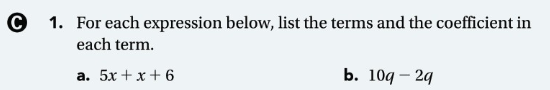 C 1. For each expression below, list the terms and the coefficient in
each term.
a. 5x + x + 6 b. 10q − 2q